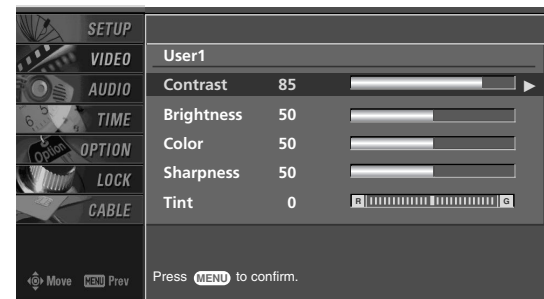 SETUP
VIDEO
AUDIO
TIME
OPTION
LOCK
CABLE
Move MENU Prev
User1
Contrast 85
Brightness 50
Color 50
Sharpness 50
Tint 0 R G
Press MENU to confirm.